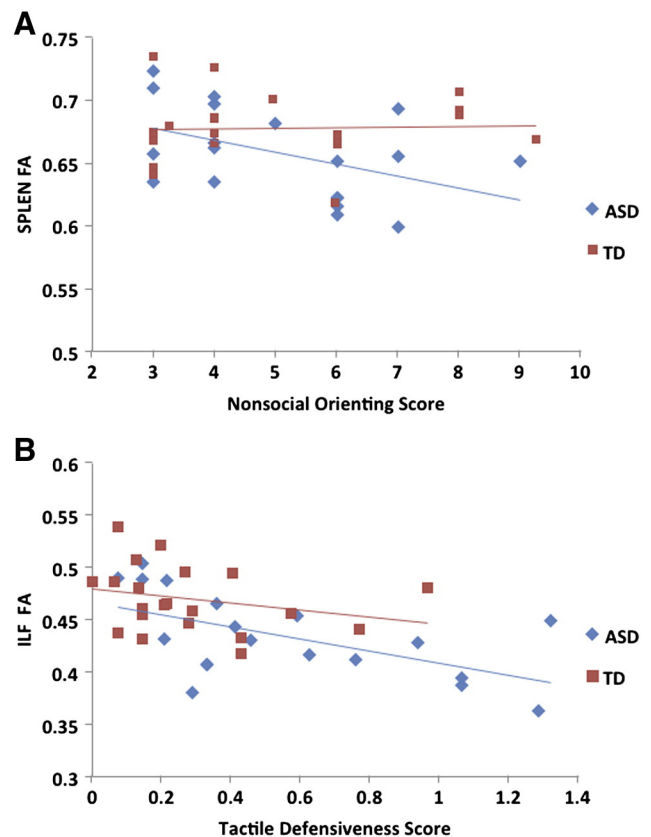 A
0.75
0.7
0.65
0.6
0.55
0.5
SPLEN FA
2 3 4 5 6 7 8 9 10
Nonsocial Orienting Score
ASD
TD
B
0.6
0.55
0.5
0.45
0.4
0.35
0.3
ILF FA
0 0.2 0.4 0.6 0.8 1 1.2 1.4
Tactile Defensiveness Score
ASD
TD